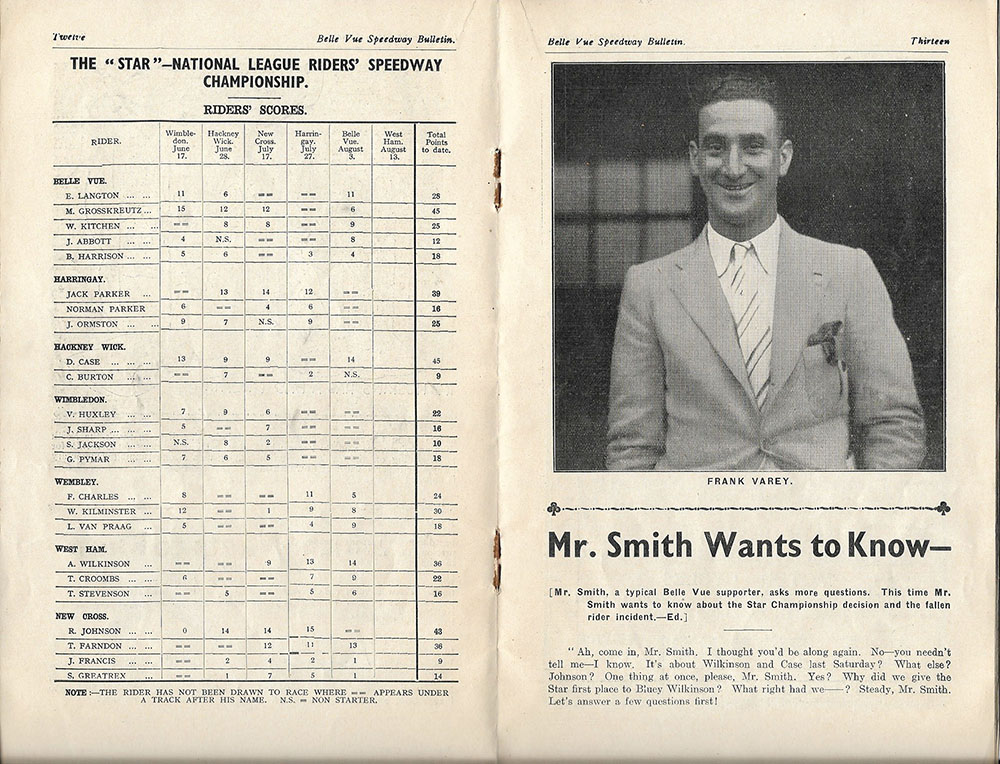 Twelve
Belle Vue Speedway Bulletin.
THE "STAR"—NATIONAL LEAGUE RIDERS' SPEEDWAY
CHAMPIONSHIP.
RIDERS' SCORES.
RIDER. Wimble-don. June 17. Hackney Wick. June 28. New Cross. July 17. Harrin-gay. July 27. Belle Vue. August 3. West Ham. August 13. Total Points to date.
BELLE VUE.
E. LANGTON ... ... 11 6 == == 11 28
M. GROSSKREUTZ ... 15 12 12 == 6 45
W. KITCHEN ... ... == 8 8 == 9 25
J. ABBOTT ... ... 4 N.S. == == 8 12
B. HARRISON ... ... 5 6 == 3 4 18
HARRINGAY.
JACK PARKER ... == 13 14 12 == 39
NORMAN PARKER 6 == 4 6 == 16
J. ORMSTON ... ... 9 7 N.S. 9 == 25
HACKNEY WICK.
D. CASE ... ... ... 13 9 9 == 14 45
C. BURTON ... ... == 7 == 2 N.S. 9
WIMBLEDON.
V. HUXLEY ... ... 7 9 6 == == 22
J. SHARP ... ... ... 5 == 7 == == 16
S. JACKSON ... ... N.S. 8 2 == == 10
G. PYMAR ... ... 7 6 5 == == 18
WEMBLEY.
F. CHARLES ... ... 8 == == 11 5 24
W. KILMINSTER ... 12 == 1 9 8 30
L. VAN PRAAG ... 5 == == 4 9 18
WEST HAM.
A. WILKINSON ... == == 9 13 14 36
T. CROOMBS ... ... 6 == == 7 9 22
T. STEVENSON ... == 5 == 5 6 16
NEW CROSS.
R. JOHNSON ... ... 0 14 14 15 == 43
T. FARNDON ... ... == == 12 11 13 36
J. FRANCIS ... ... == 2 4 2 1 9
S. GREATREX ... == 1 7 5 1 14
NOTE:—THE RIDER HAS NOT BEEN DRAWN TO RACE WHERE == APPEARS UNDER
A TRACK AFTER HIS NAME. N.S. = NON STARTER.
Belle Vue Speedway Bulletin.
Thirteen
FRANK VAREY.
Mr. Smith Wants to Know—
[Mr. Smith, a typical Belle Vue supporter, asks more questions. This time Mr.
Smith wants to know about the Star Championship decision and the fallen
rider incident.—Ed.]
"Ah, come in, Mr. Smith. I thought you'd be along again. No—you needn't
tell me—I know. It's about Wilkinson and Case last Saturday? What else?
Johnson? One thing at once, please, Mr. Smith. Yes? Why did we give the
Star first place to Bluey Wilkinson? What right had we——? Steady, Mr. Smith.
Let's answer a few questions first!